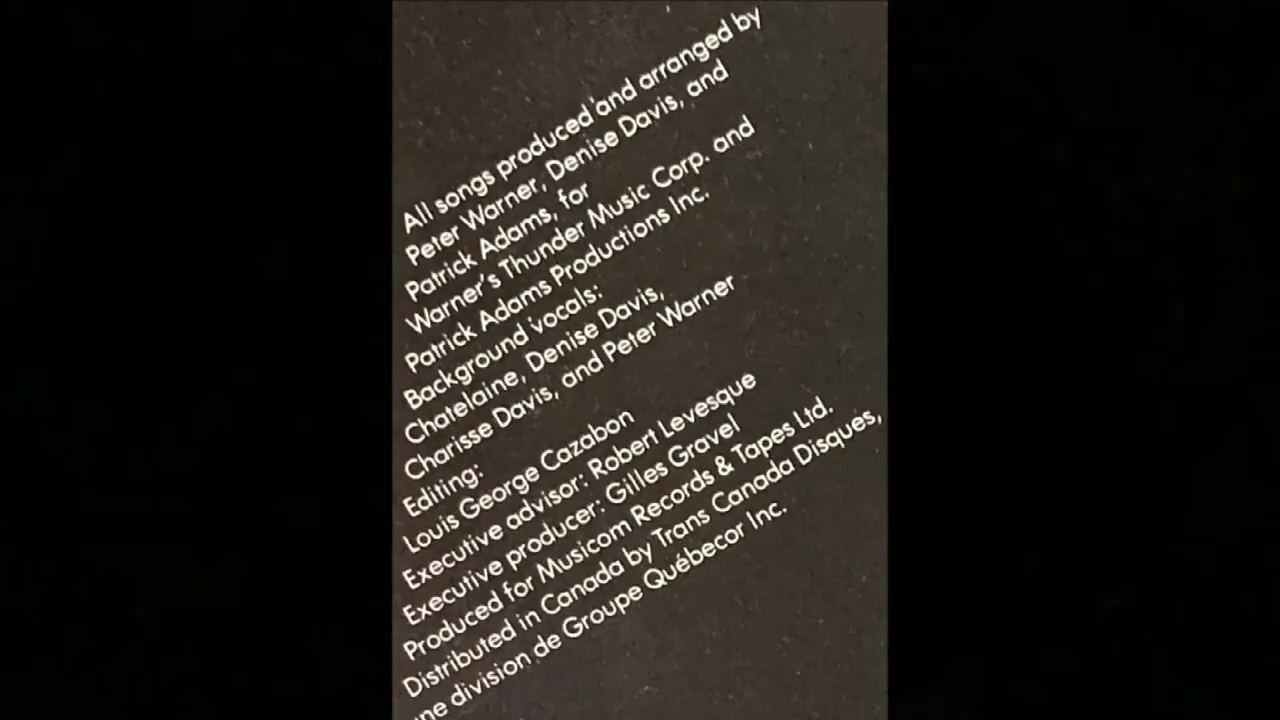 All songs produced and arranged by
Peter Warner, Denise Davis, and
Patrick Adams, for
Warner's Thunder Music Corp. and
Patrick Adams Productions Inc.
Background vocals:
Chatelaine, Denise Davis,
Charisse Davis, and Peter Warner
Editing:
Louis George Cazabon
Executive advisor: Robert Levesque
Executive producer: Gilles Gravel
Produced for Musicom Records & Tapes Ltd.
Distributed in Canada by Trans Canada Disques,
une division de Groupe Québecor Inc.